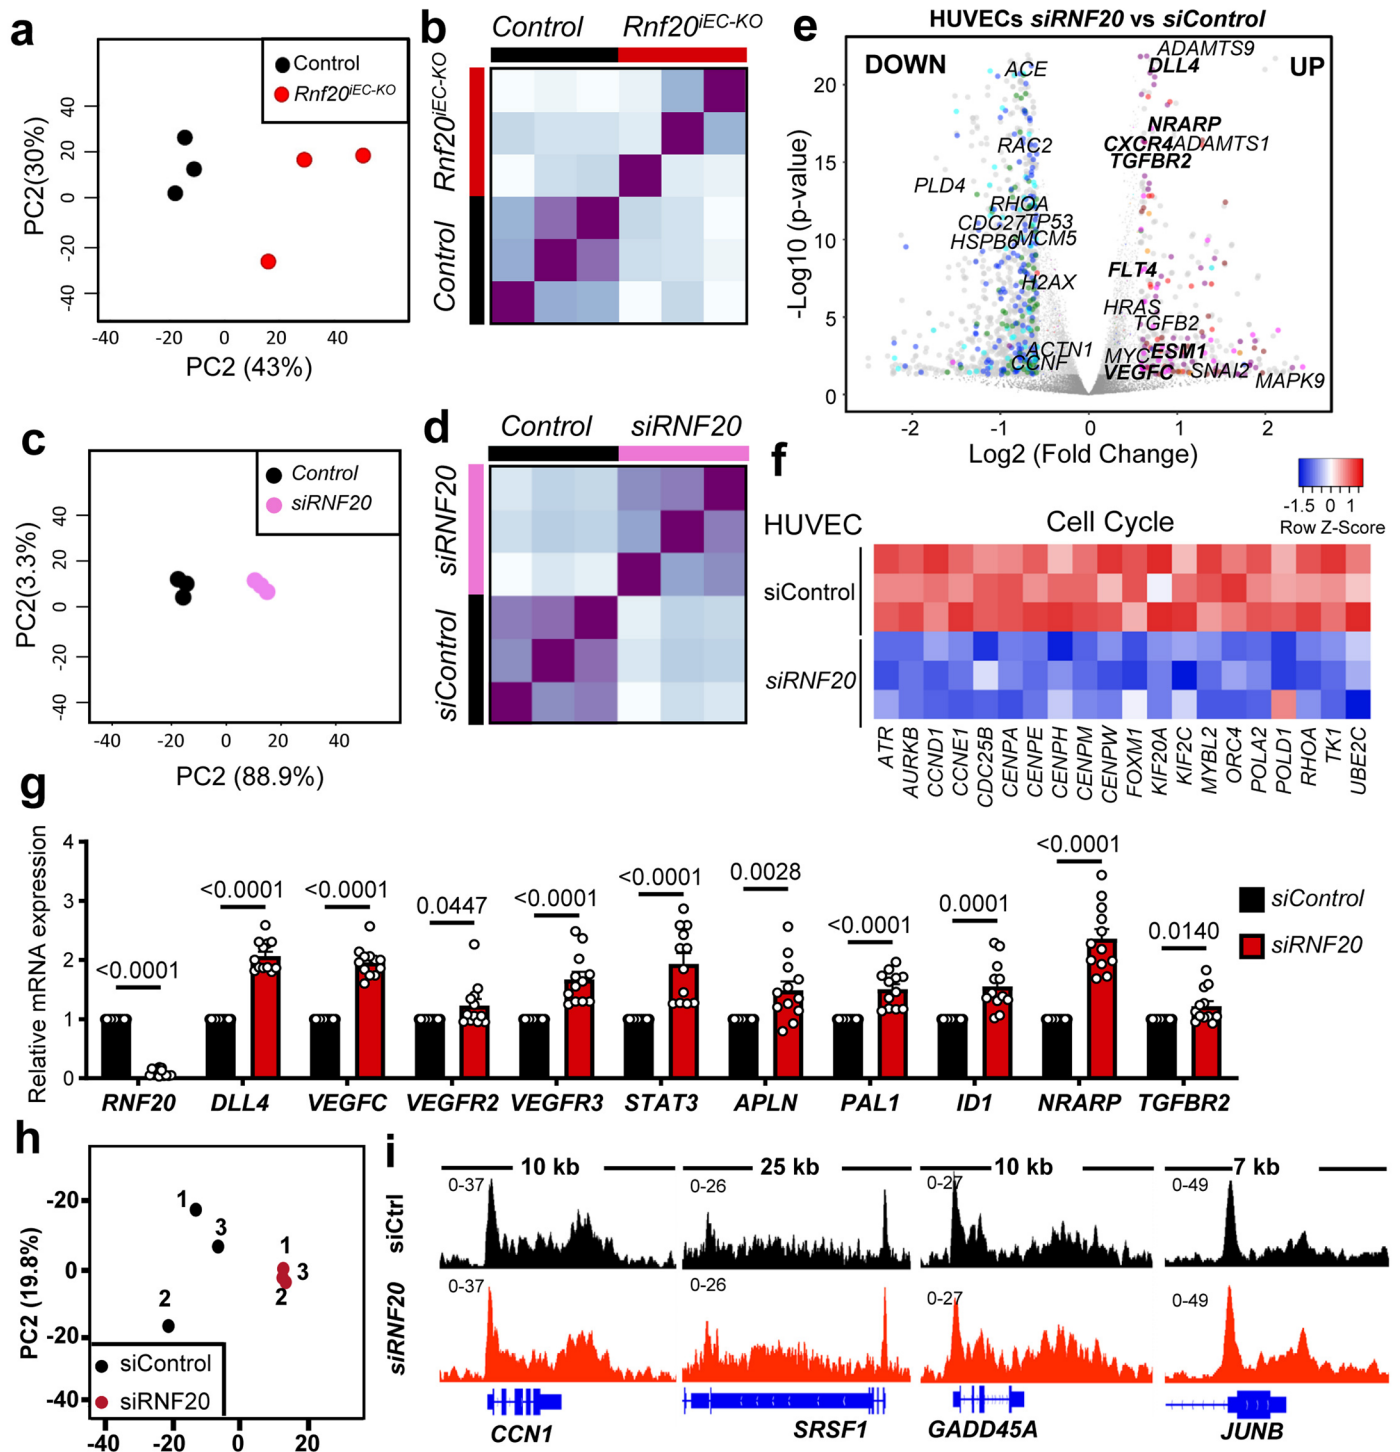 a
Control
Rnf20iEC-KO
PC2(30%)
40
20
0
-20
-40
-40
-20
0
20
40
PC2 (43%)
b
Control
Rnf20iEC-KO
Rnf20iEC-KO
Control
c
Control
siRNF20
PC2(3.3%)
40
20
0
-20
-40
-40
-20
0
20
40
PC2 (88.9%)
d
Control
siRNF20
siRNF20
siControl
e
HUVECs siRNF20 vs siControl
DOWN
UP
ADAMTS9
ACE
DLL4
NRARP
RAC2
CXCR4
ADAMTS1
TGFBR2
PLD4
RHOA
CDC27
TP53
HSPB6
MCM5
FLT4
H2AX
HRAS
TGFB2
ACTN1
MYC
ESM1
CCNF
VEGFC
SNAI2
MAPK9
-Log10 (p-value)
20
15
10
5
0
-2
-1
0
1
2
Log2 (Fold Change)
f
-1.5
0
1
Row Z-Score
HUVEC
Cell Cycle
siControl
siRNF20
ATR
AURKB
CCND1
CCNE1
CDC25B
CENPA
CENPE
CENPH
CENPM
CENPW
FOXM1
KIF20A
KIF2C
MYBL2
ORC4
POLA2
POLD1
RHOA
TK1
UBE2C
g
Relative mRNA expression
4
3
2
1
0
<0.0001
<0.0001
<0.0001
0.0447
<0.0001
<0.0001
0.0028
<0.0001
0.0001
<0.0001
0.0140
siControl
siRNF20
RNF20
DLL4
VEGFC
VEGFR2
VEGFR3
STAT3
APLN
PAL1
ID1
NRARP
TGFBR2
h
PC2 (19.8%)
-20
0
-20
-40
1
3
2
1
3
2
siControl
siRNF20
-40
-20
0
20
i
10 kb
25 kb
10 kb
7 kb
siCtrl
0-37
0-26
0-27
0-49
siRNF20
0-37
0-26
0-27
0-49
CCN1
SRSF1
GADD45A
JUNB